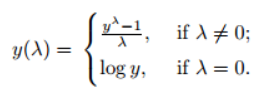 y(λ) = { (y^λ − 1)/λ, if λ ≠ 0;
log y, if λ = 0.